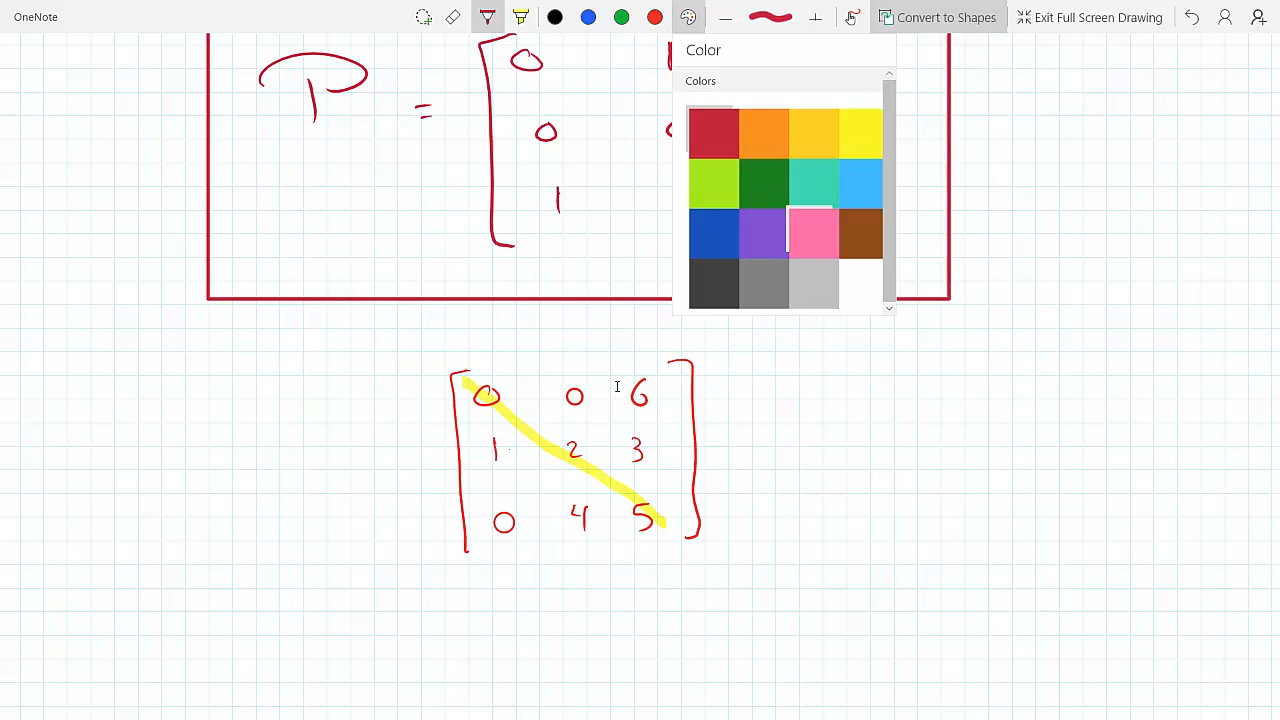 OneNote
Convert to Shapes
Exit Full Screen Drawing
Color
Colors
P = [ 0
0
1
[ 0 0 6 ]
1 2 3
0 4 5